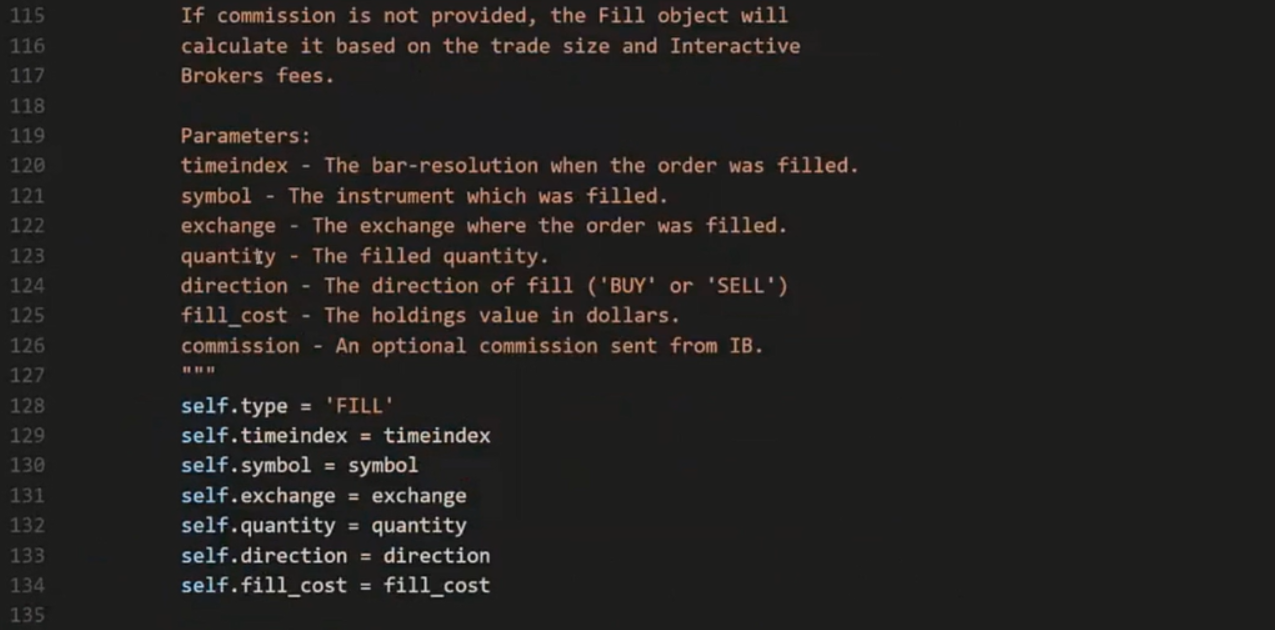 115 If commission is not provided, the Fill object will
116 calculate it based on the trade size and Interactive
117 Brokers fees.
118
119 Parameters:
120 timeindex - The bar-resolution when the order was filled.
121 symbol - The instrument which was filled.
122 exchange - The exchange where the order was filled.
123 quantity - The filled quantity.
124 direction - The direction of fill ('BUY' or 'SELL')
125 fill_cost - The holdings value in dollars.
126 commission - An optional commission sent from IB.
127 """
128 self.type = 'FILL'
129 self.timeindex = timeindex
130 self.symbol = symbol
131 self.exchange = exchange
132 self.quantity = quantity
133 self.direction = direction
134 self.fill_cost = fill_cost
135